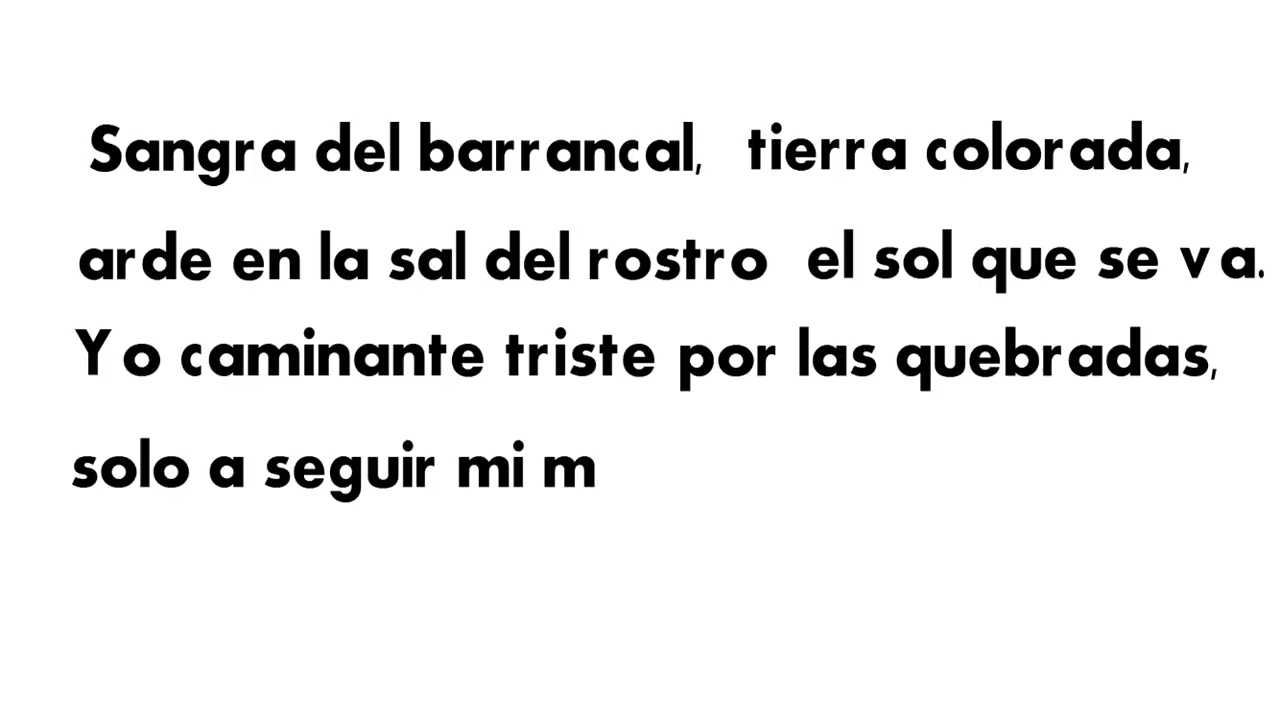 Sangra del barrancal, tierra colorada,
arde en la sal del rostro el sol que se va.
Yo caminante triste por las quebradas,
solo a seguir mi m